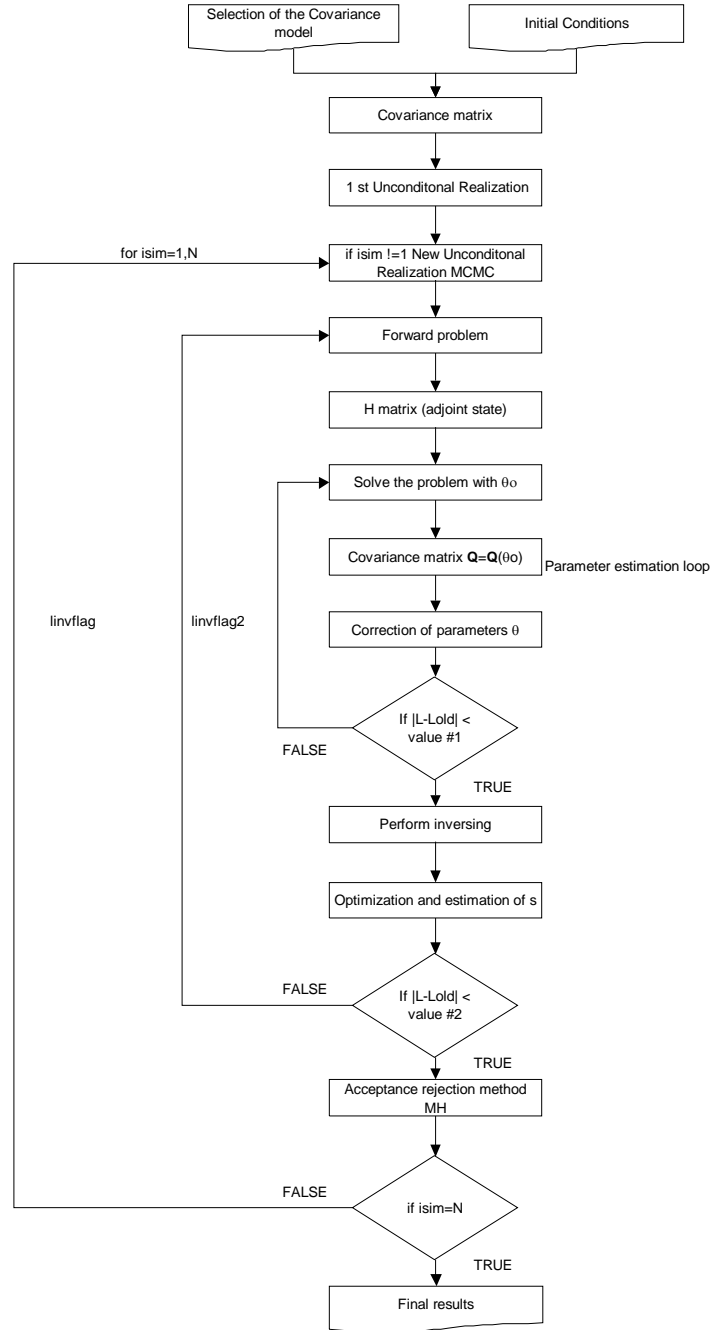 Selection of the Covariance
model
Initial Conditions
Covariance matrix
1 st Unconditonal Realization
for isim=1,N
if isim !=1 New Unconditonal
Realization MCMC
Forward problem
H matrix (adjoint state)
Solve the problem with θo
Covariance matrix Q=Q(θo)
Parameter estimation loop
linvflag
linvflag2
Correction of parameters θ
If |L-Lold| <
value #1
FALSE
TRUE
Perform inversing
Optimization and estimation of s
FALSE
If |L-Lold| <
value #2
TRUE
Acceptance rejection method
MH
FALSE
if isim=N
TRUE
Final results